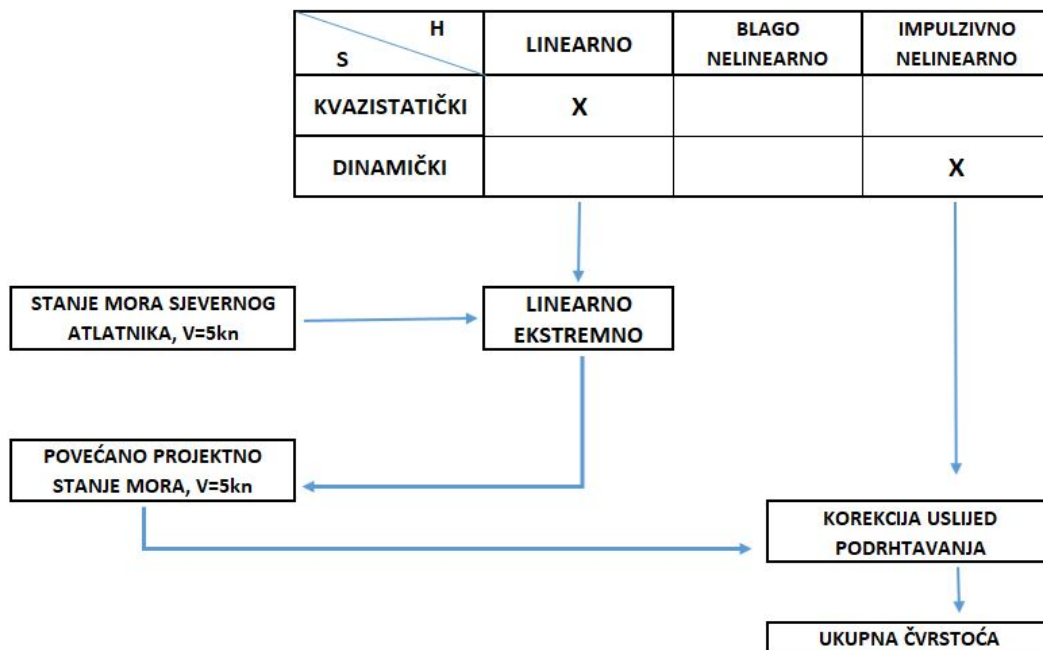 H
S
LINEARNO
BLAGO
NELINEARNO
IMPULZIVNO
NELINEARNO
KVAZISTATIČKI
X
DINAMIČKI
X
STANJE MORA SJEVERNOG
ATLATNIKA, V=5kn
LINEARNO
EKSTREMNO
POVEĆANO PROJEKTNO
STANJE MORA, V=5kn
KOREKCIJA USLIJED
PODRHTAVANJA
UKUPNA ČVRSTOĆA